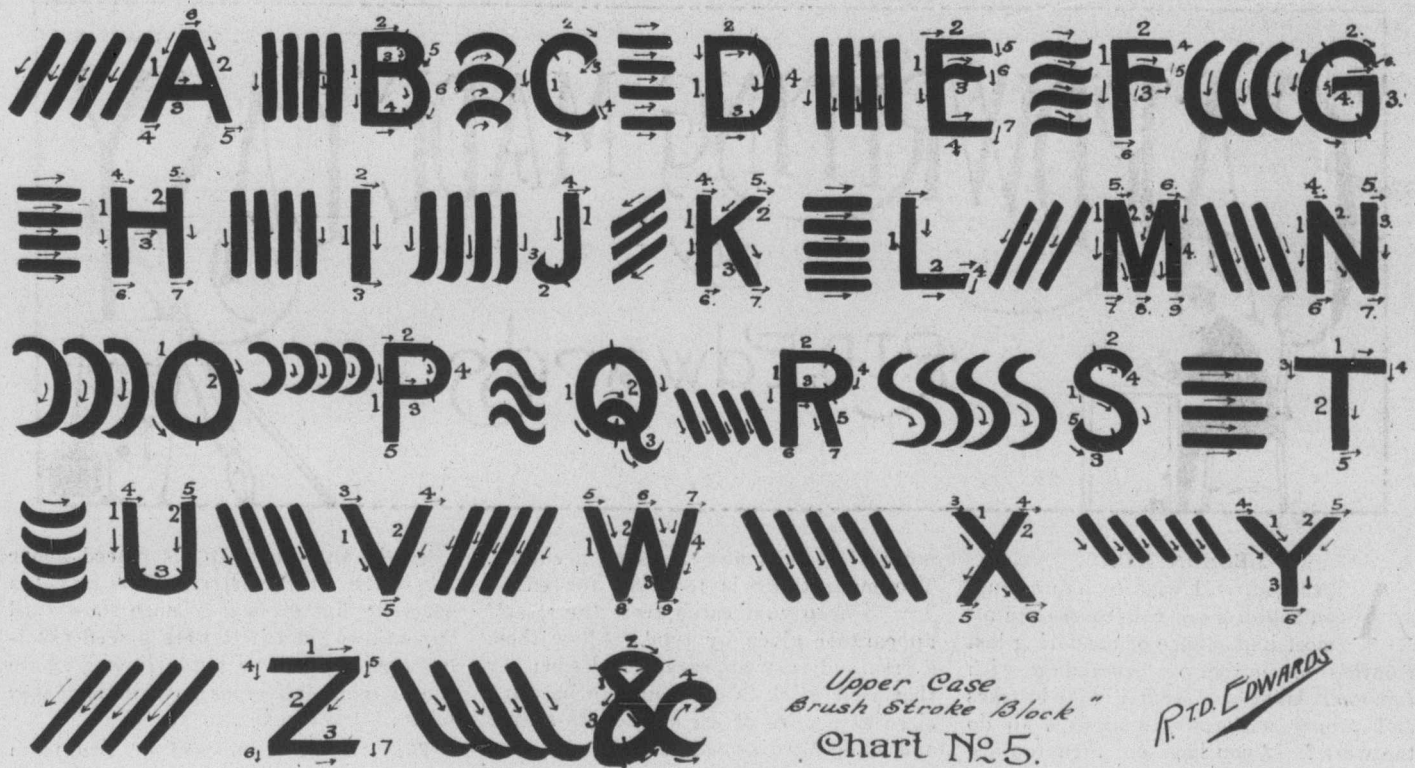 A B C D E F G
H I J K L M N
O P Q R S T
U V W X Y
Z &
Upper Case
Brush Stroke "Block"
Chart No 5.
R.T.D. EDWARDS